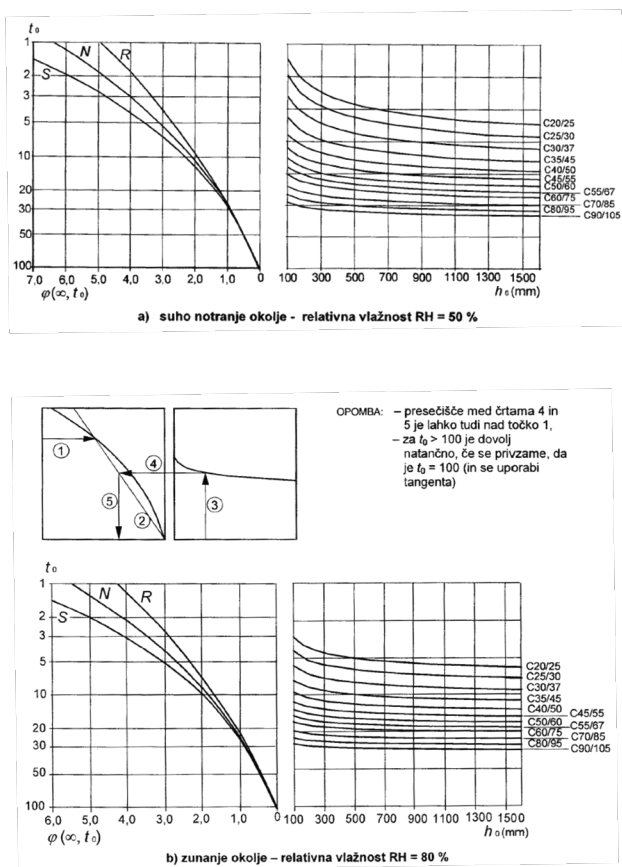 t₀
1
2
3
5
10
20
30
50
100
S
N
R
7,0 6,0 5,0 4,0 3,0 2,0 1,0 0
φ(∞, t₀)
C20/25
C25/30
C30/37
C35/45
C40/50
C45/55
C50/60
C55/67
C60/75
C70/85
C80/95
C90/105
100 300 500 700 900 1100 1300 1500
h₀ (mm)
a) suho notranje okolje - relativna vlažnost RH = 50 %
1
2
3
4
5
OPOMBA: – presečišče med črtama 4 in
5 je lahko tudi nad točko 1,
– za t₀ > 100 je dovolj
natančno, če se privzame, da
je t₀ = 100 (in se uporabi
tangenta)
t₀
1
2
3
5
10
20
30
50
100
S
N
R
6,0 5,0 4,0 3,0 2,0 1,0 0
φ (∞, t₀)
C20/25
C25/30
C30/37
C35/45
C40/50
C45/55
C50/60
C55/67
C60/75
C70/85
C80/95
C90/105
100 300 500 700 900 1100 1300 1500
h₀ (mm)
b) zunanje okolje – relativna vlažnost RH = 80 %